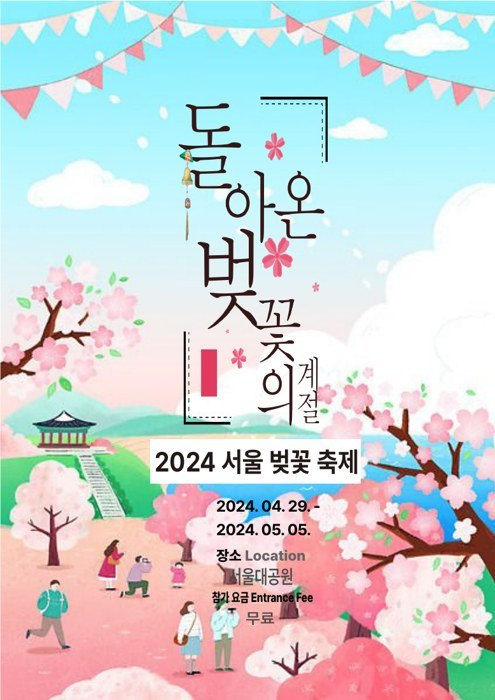 돌아온
벚꽃의
계절
2024 서울 벚꽃 축제
2024. 04. 29. -
2024. 05. 05.
장소 Location
서울대공원
참가 요금 Entrance Fee
무료